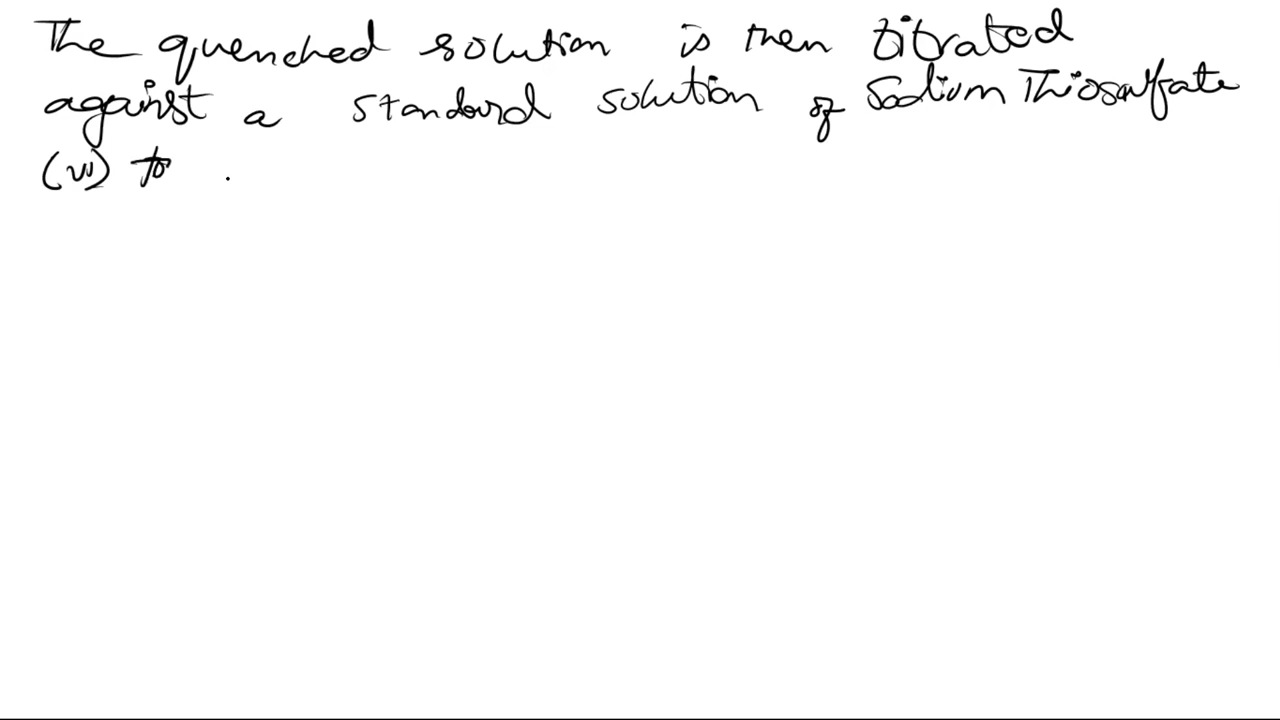 The quenched solution is then titrated
against a standard solution of Sodium Thiosulfate
(VI) to .